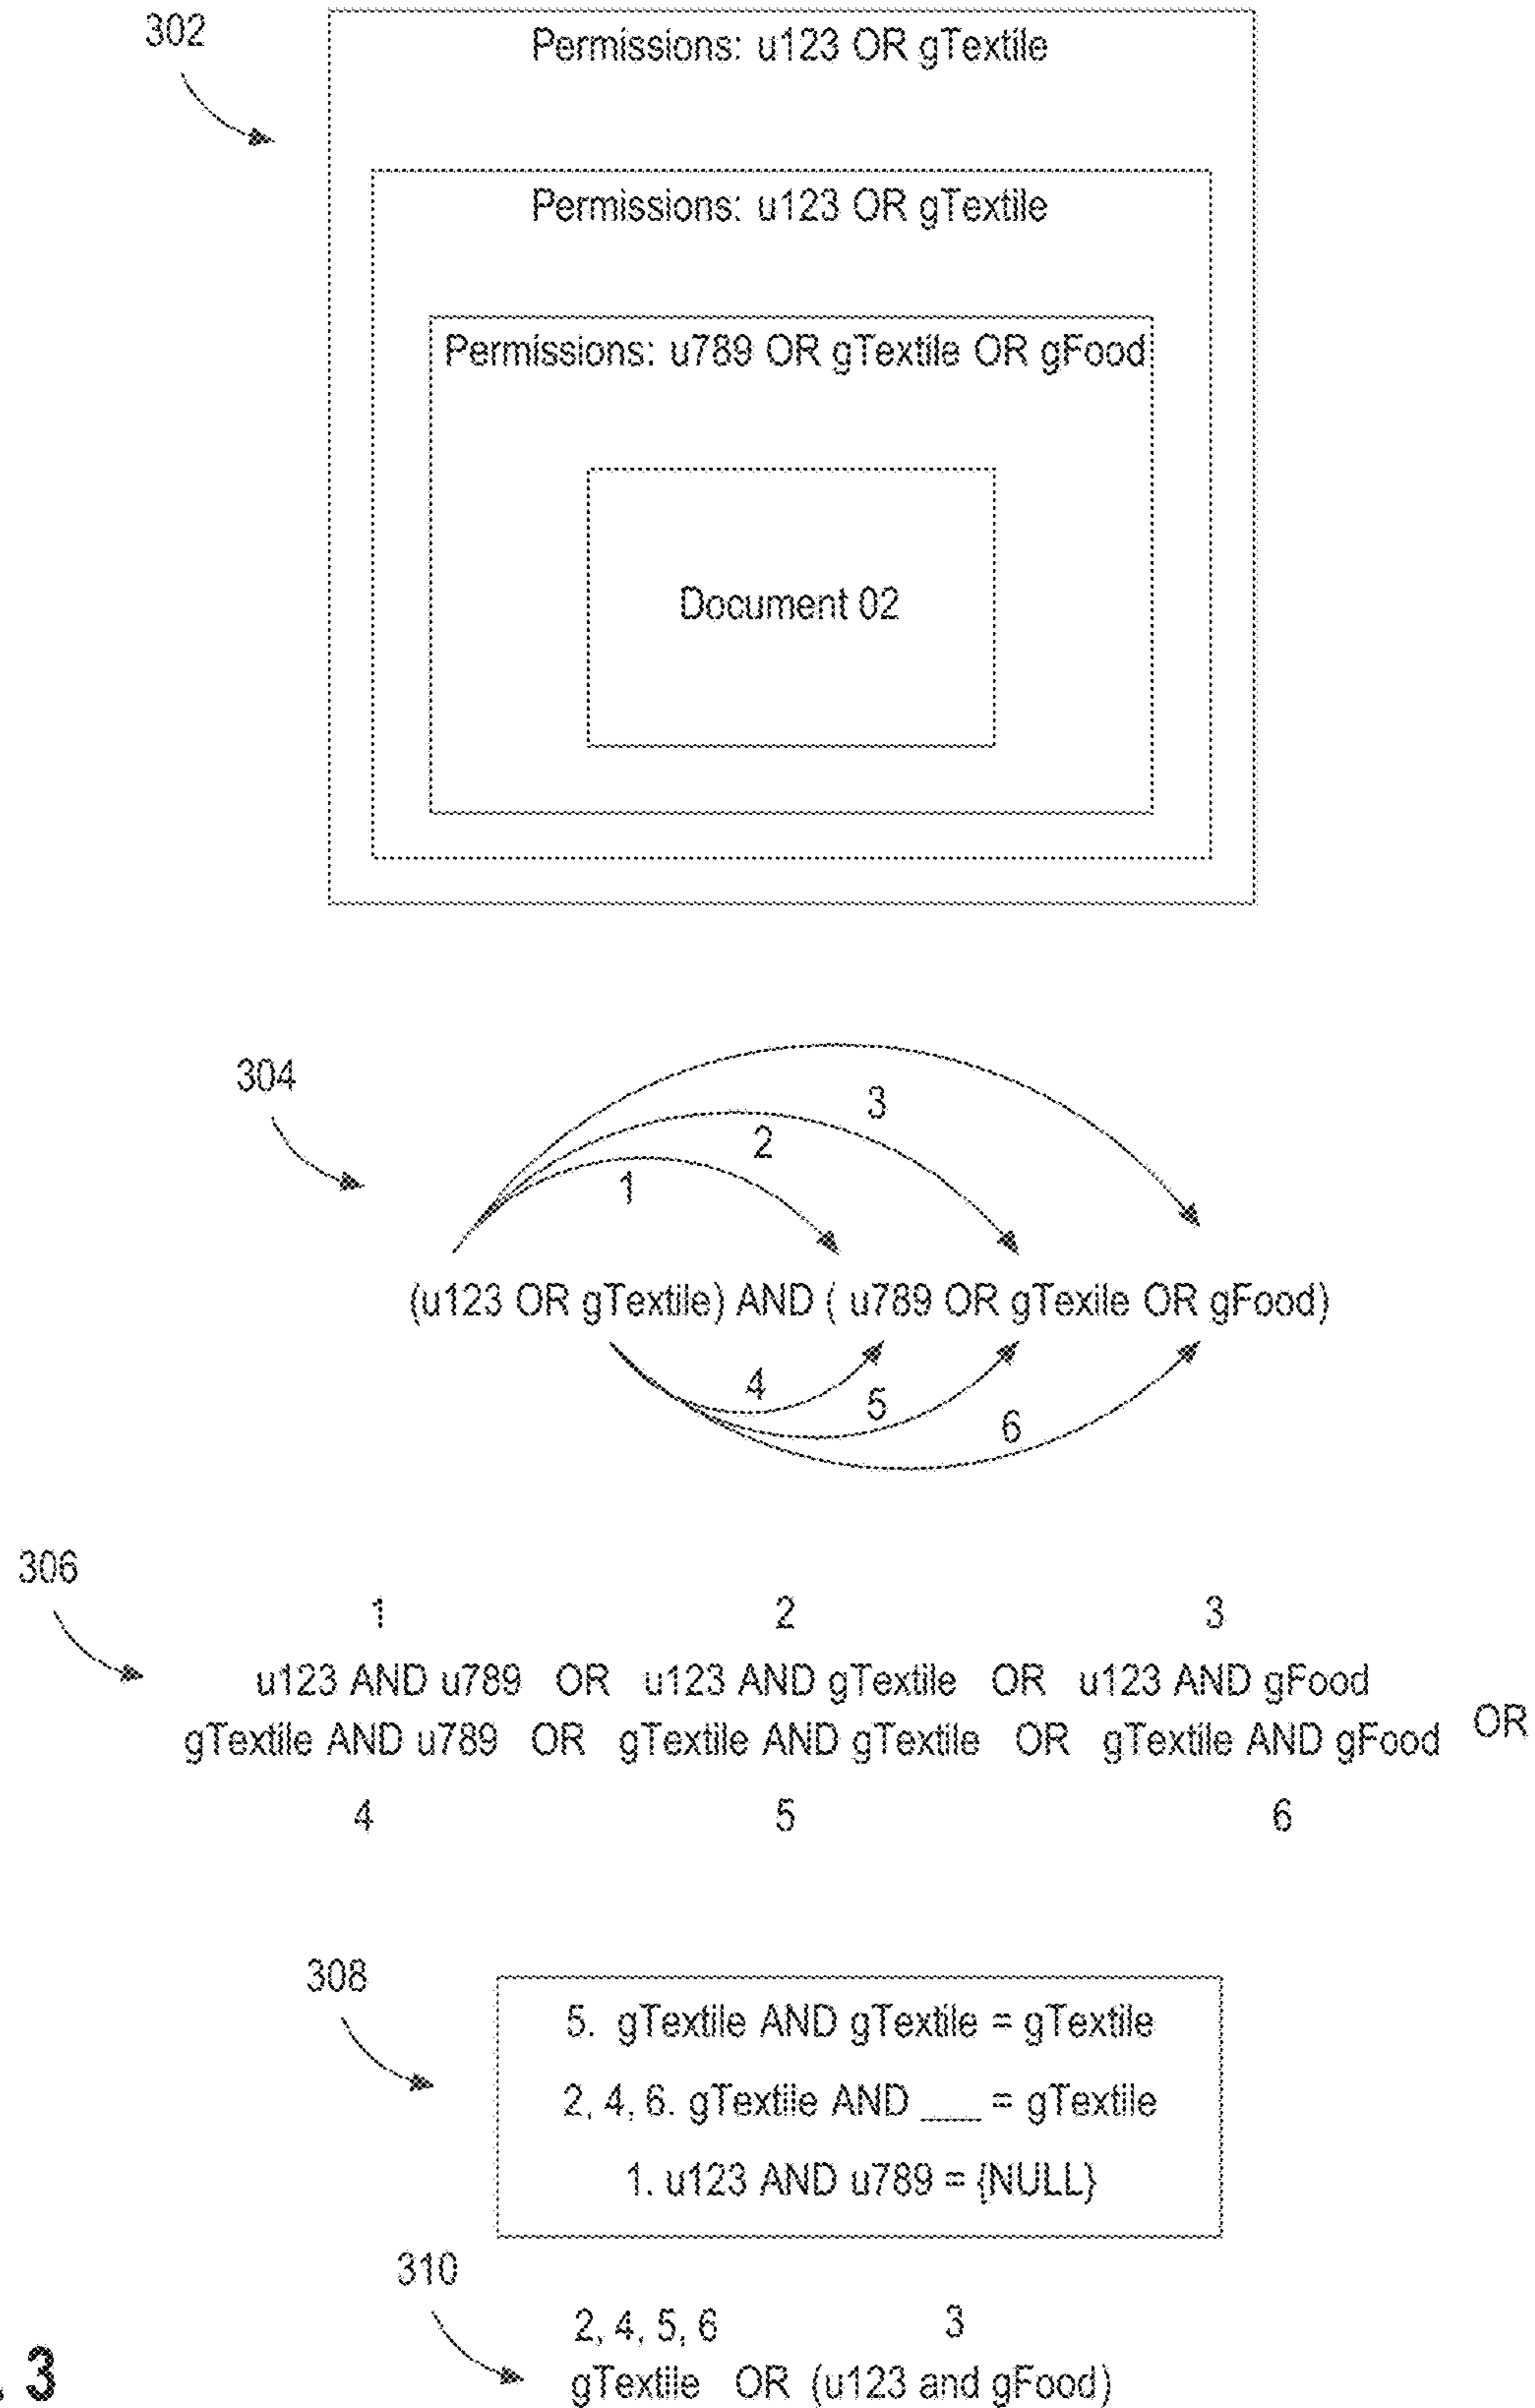 302
Permissions: u123 OR gTextile
Permissions: u123 OR gTextile
Permissions: u789 OR gTextile OR gFood
Document 02
304
3
2
1
(u123 OR gTextile) AND ( u789 OR gTexile OR gFood)
4
5
6
306
1 2 3
u123 AND u789 OR u123 AND gTextile OR u123 AND gFood
OR
gTextile AND u789 OR gTextile AND gTextile OR gTextile AND gFood
4 5 6
308
5. gTextile AND gTextile = gTextile
2, 4, 6. gTextile AND ___ = gTextile
1. u123 AND u789 = {NULL}
310
2, 4, 5, 6 3
gTextile OR (u123 and gFood)
. 3